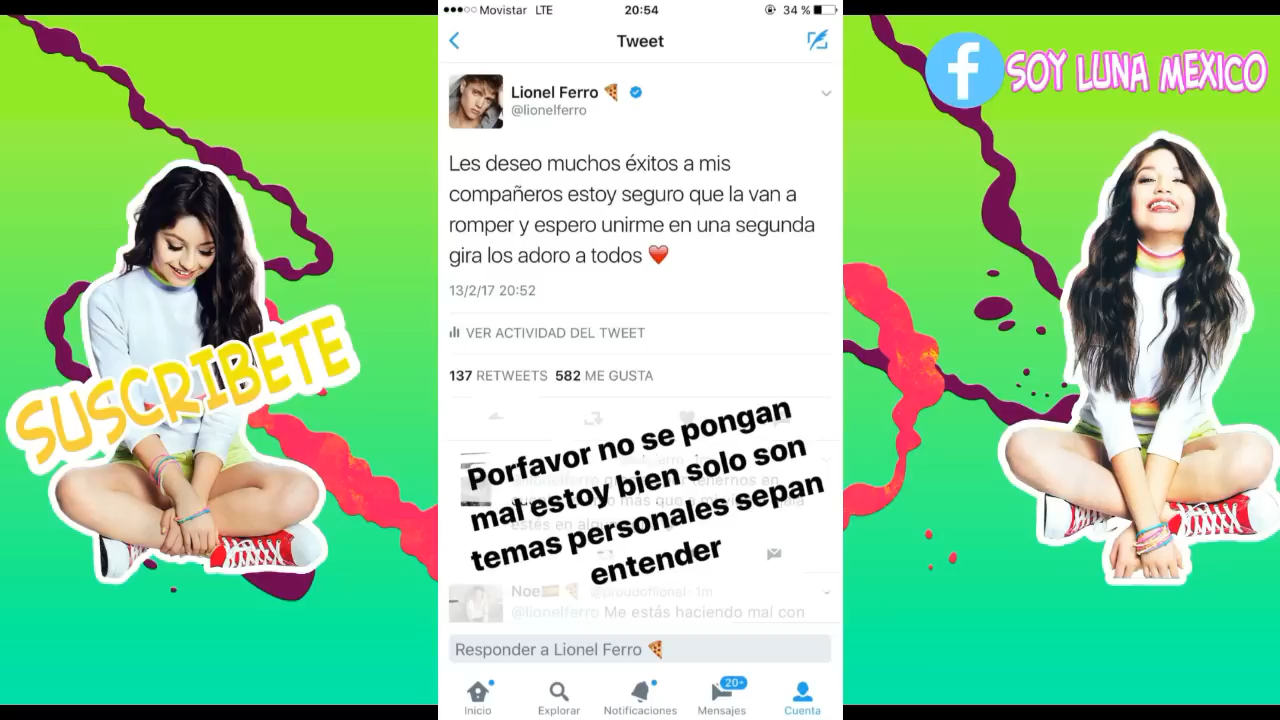 Movistar LTE 20:54 34 %
Tweet
Lionel Ferro 🍕
@lionelferro
Les deseo muchos éxitos a mis
compañeros estoy seguro que la van a
romper y espero unirme en una segunda
gira los adoro a todos ❤️
13/2/17 20:52
VER ACTIVIDAD DEL TWEET
137 RETWEETS 582 ME GUSTA
Porfavor no se pongan
mal estoy bien solo son
temas personales sepan
entender
Noe🇪🇸 🍕 @proudoflionel · 1m
@lionelferro Me estás haciendo mal con
Responder a Lionel Ferro 🍕
20+
Inicio Explorar Notificaciones Mensajes Cuenta
SUSCRIBETE
f SOY LUNA MEXICO